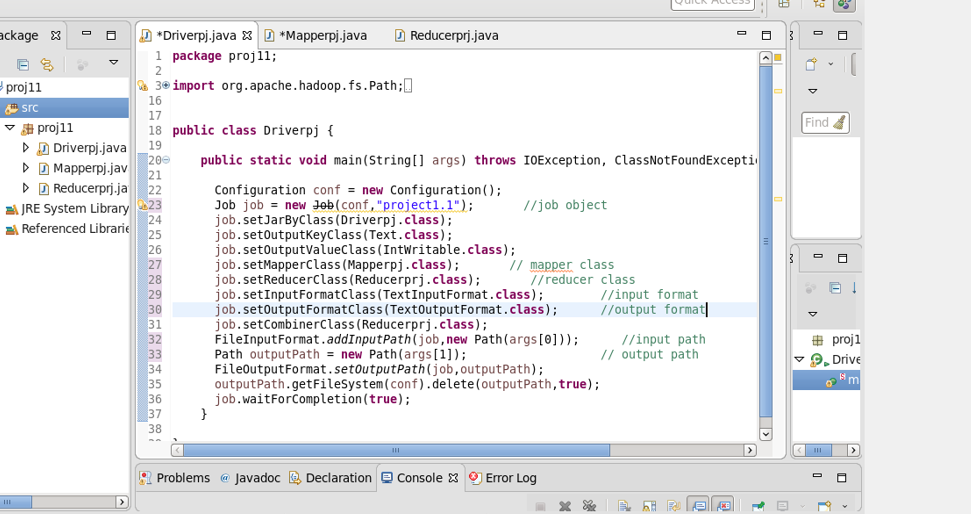 Quick Access
ackage
*Driverpj.java
*Mapperpj.java
Reducerprj.java
proj11
src
proj11
Driverpj.java
Mapperpj.jav
Reducerprj.ja
JRE System Library
Referenced Librarie
1 package proj11;
2
3 import org.apache.hadoop.fs.Path;
16
17
18 public class Driverpj {
19
20 public static void main(String[] args) throws IOException, ClassNotFoundExceptio
21
22 Configuration conf = new Configuration();
23 Job job = new Job(conf,"project1.1"); //job object
24 job.setJarByClass(Driverpj.class);
25 job.setOutputKeyClass(Text.class);
26 job.setOutputValueClass(IntWritable.class);
27 job.setMapperClass(Mapperpj.class); // mapper class
28 job.setReducerClass(Reducerprj.class); //reducer class
29 job.setInputFormatClass(TextInputFormat.class); //input format
30 job.setOutputFormatClass(TextOutputFormat.class); //output format
31 job.setCombinerClass(Reducerprj.class);
32 FileInputFormat.addInputPath(job,new Path(args[0])); //input path
33 Path outputPath = new Path(args[1]); // output path
34 FileOutputFormat.setOutputPath(job,outputPath);
35 outputPath.getFileSystem(conf).delete(outputPath,true);
36 job.waitForCompletion(true);
37 }
38
Find
proj1
Drive
S m
Problems
@ Javadoc
Declaration
Console
Error Log